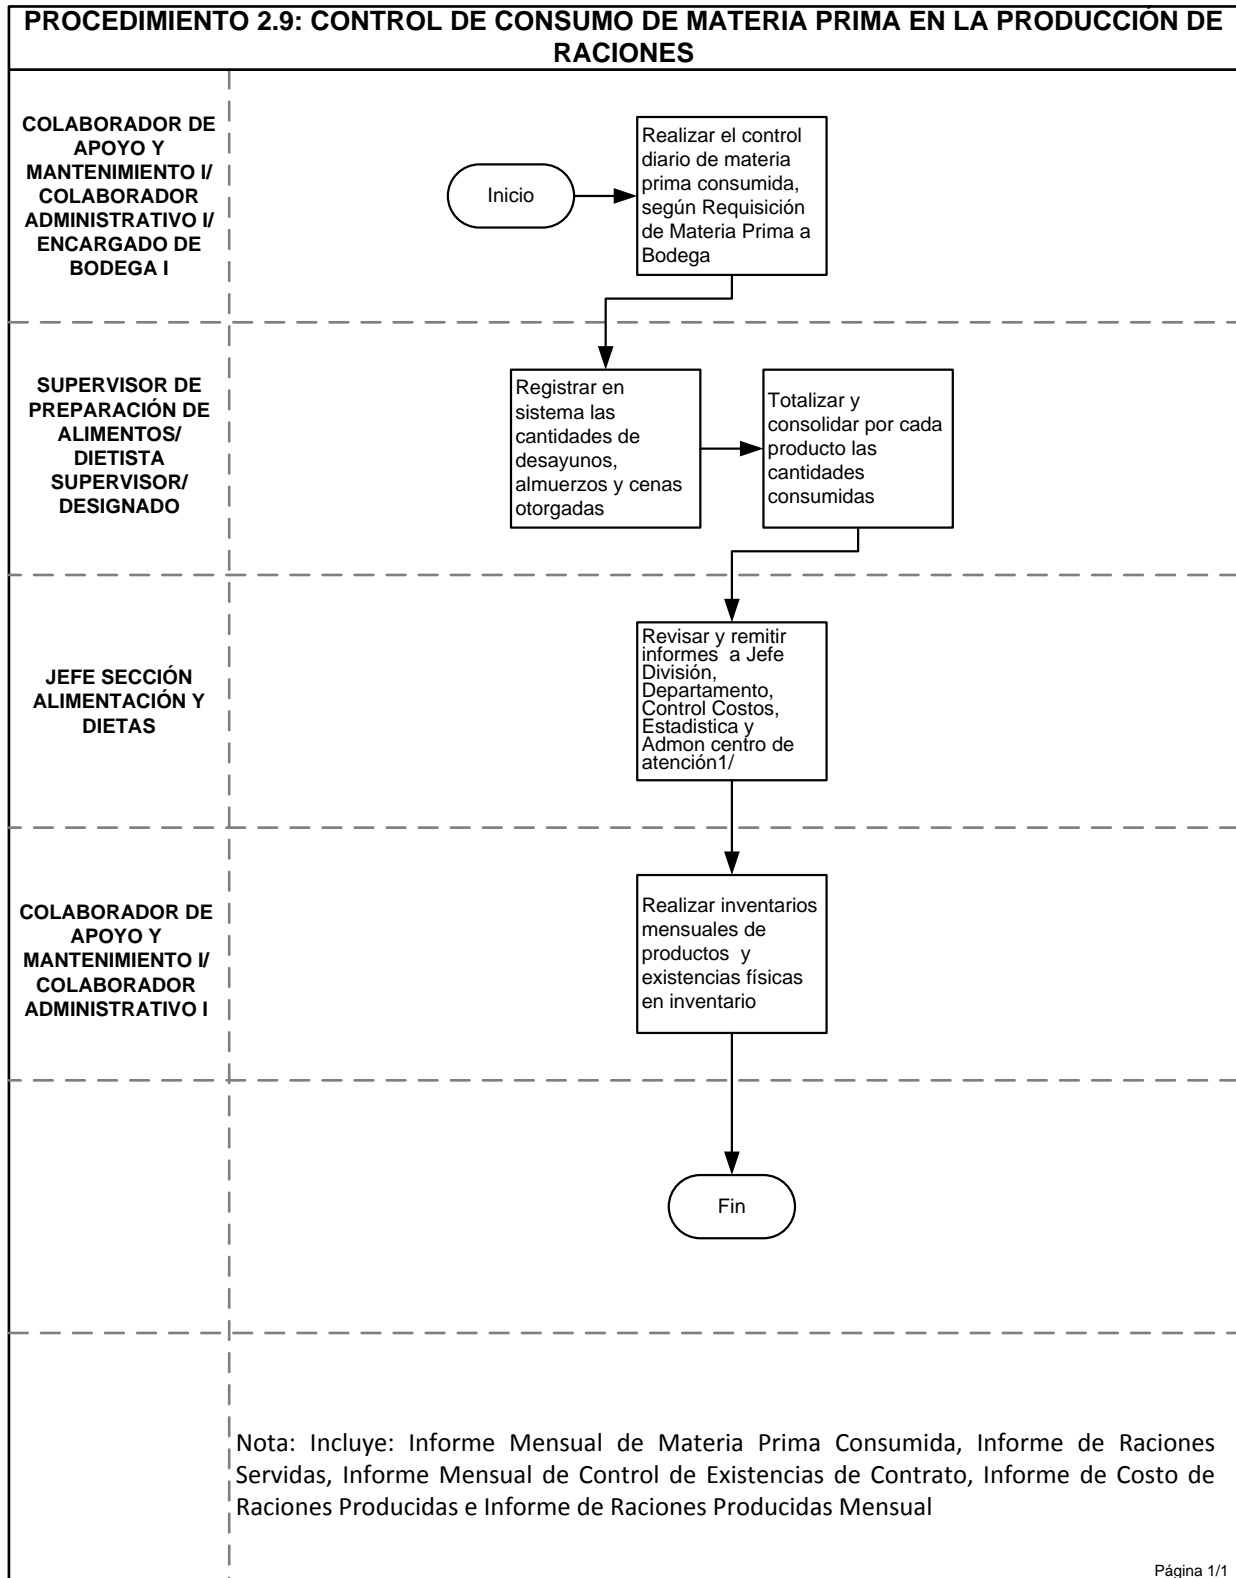 PROCEDIMIENTO 2.9: CONTROL DE CONSUMO DE MATERIA PRIMA EN LA PRODUCCIÓN DE
RACIONES
COLABORADOR DE
APOYO Y
MANTENIMIENTO I/
COLABORADOR
ADMINISTRATIVO I/
ENCARGADO DE
BODEGA I
Inicio
Realizar el control
diario de materia
prima consumida,
según Requisición
de Materia Prima a
Bodega
SUPERVISOR DE
PREPARACIÓN DE
ALIMENTOS/
DIETISTA
SUPERVISOR/
DESIGNADO
Registrar en
sistema las
cantidades de
desayunos,
almuerzos y cenas
otorgadas
Totalizar y
consolidar por cada
producto las
cantidades
consumidas
JEFE SECCIÓN
ALIMENTACIÓN Y
DIETAS
Revisar y remitir
informes  a Jefe
División,
Departamento,
Control Costos,
Estadistica y
Admon centro de
atención1/
COLABORADOR DE
APOYO Y
MANTENIMIENTO I/
COLABORADOR
ADMINISTRATIVO I
Realizar inventarios
mensuales de
productos  y
existencias físicas
en inventario
Fin
Nota: Incluye: Informe Mensual de Materia Prima Consumida, Informe de Raciones
Servidas, Informe Mensual de Control de Existencias de Contrato, Informe de Costo de
Raciones Producidas e Informe de Raciones Producidas Mensual
Página 1/1